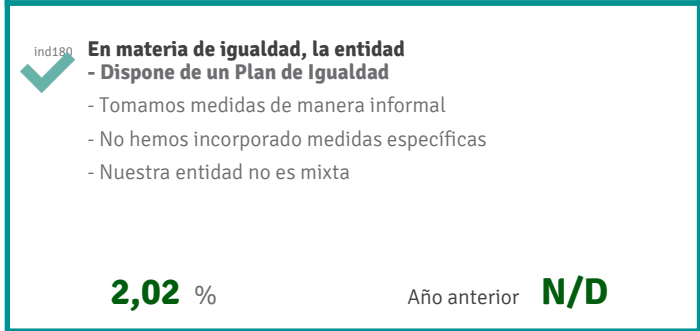 ind180 En materia de igualdad, la entidad
- Dispone de un Plan de Igualdad
- Tomamos medidas de manera informal
- No hemos incorporado medidas específicas
- Nuestra entidad no es mixta
2,02 % Año anterior N/D